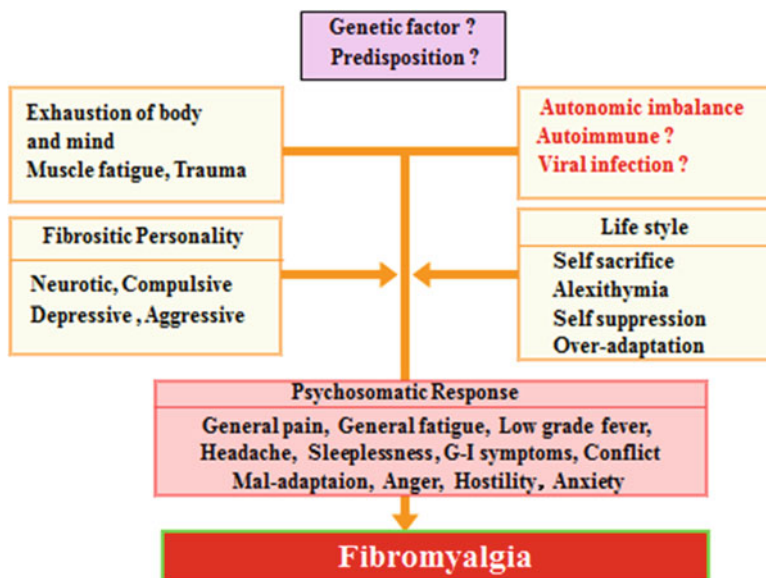 Genetic factor ?
Predisposition ?
Exhaustion of body
and mind
Muscle fatigue, Trauma
Autonomic imbalance
Autoimmune ?
Viral infection ?
Fibrositic Personality
Neurotic, Compulsive
Depressive , Aggressive
Life style
Self sacrifice
Alexithymia
Self suppression
Over-adaptation
Psychosomatic Response
General pain, General fatigue, Low grade fever,
Headache, Sleeplessness, G-I symptoms, Conflict
Mal-adaptaion, Anger, Hostility, Anxiety
Fibromyalgia